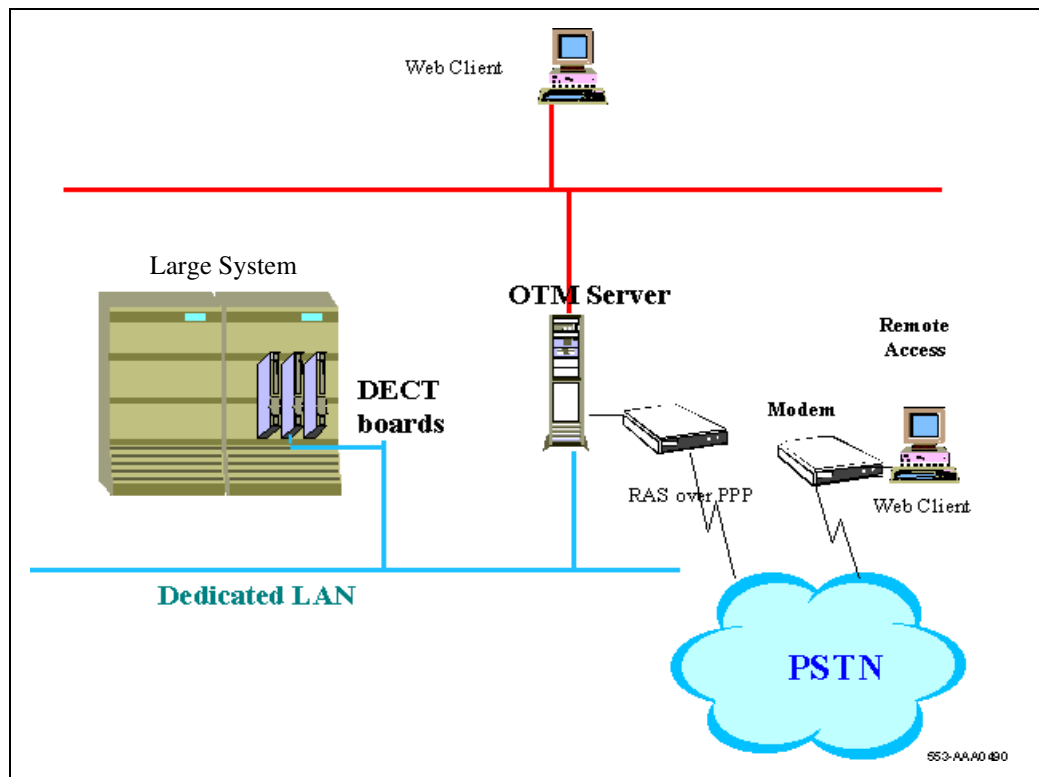 Web Client
Large System
OTM Server
Remote
Access
DECT
boards
Modem
RAS over PPP
Web Client
Dedicated LAN
PSTN
553-AAA0490